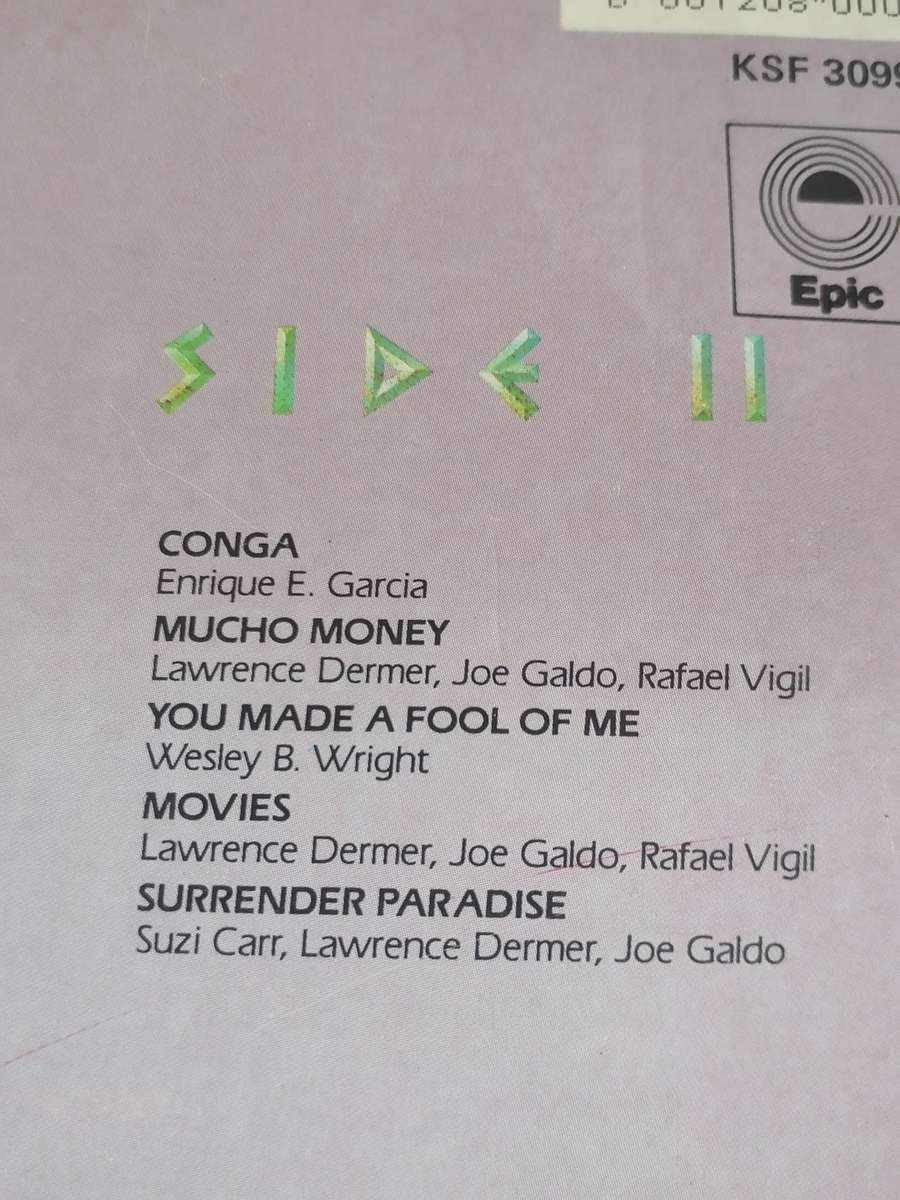 KSF 3099
Epic
SIDE II
CONGA
Enrique E. Garcia
MUCHO MONEY
Lawrence Dermer, Joe Galdo, Rafael Vigil
YOU MADE A FOOL OF ME
Wesley B. Wright
MOVIES
Lawrence Dermer, Joe Galdo, Rafael Vigil
SURRENDER PARADISE
Suzi Carr, Lawrence Dermer, Joe Galdo